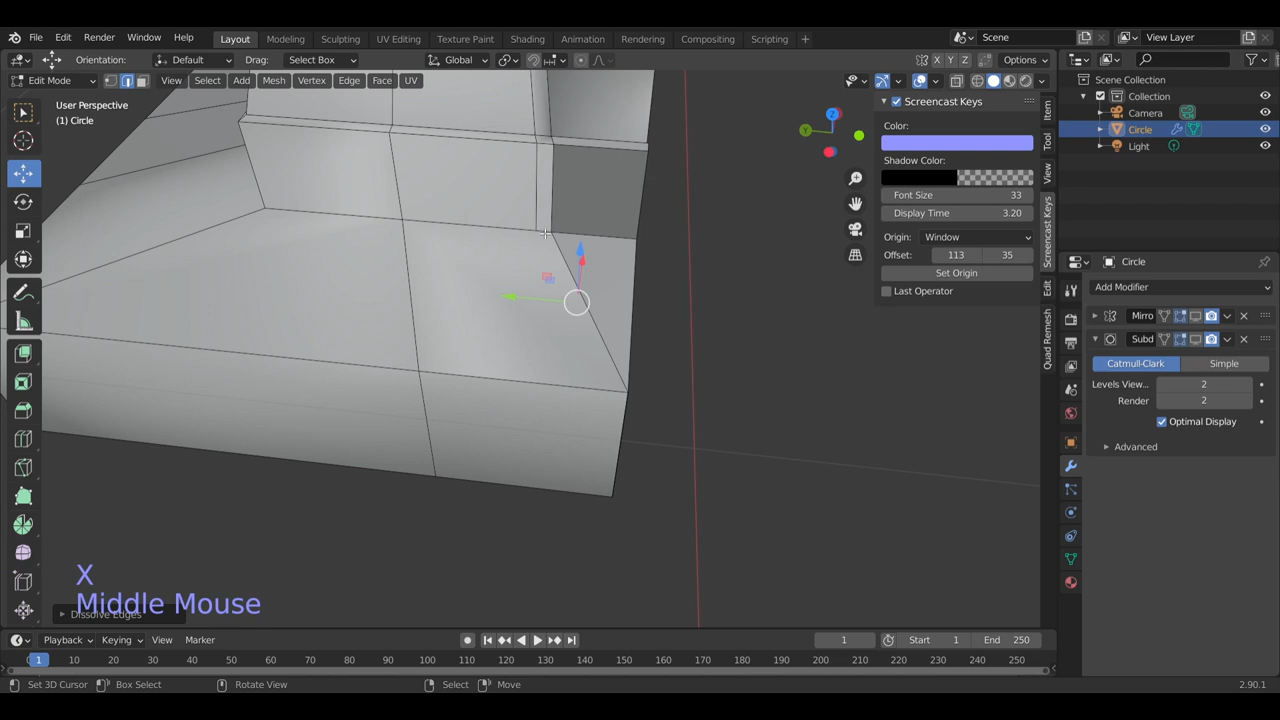 File Edit Render Window Help Layout Modeling Sculpting UV Editing Texture Paint Shading Animation Rendering Compositing Scripting + Scene View Layer
Orientation: Default Drag: Select Box Global X Y Z Options
Edit Mode View Select Add Mesh Vertex Edge Face UV
User Perspective
(1) Circle
Z
Y
Screencast Keys
Color:
Shadow Color:
Font Size 33
Display Time 3.20
Origin: Window
Offset: 113 35
Set Origin
Last Operator
Item
Tool
View
Screencast Keys
Edit
Quad Remesh
Scene Collection
Collection
Camera
Circle
Light
Circle
Add Modifier
Mirro
Subd
Catmull-Clark Simple
Levels View... 2
Render 2
Optimal Display
Advanced
X
Middle Mouse
Dissolve Edges
Playback Keying View Marker 1 Start 1 End 250
1 10 20 30 40 50 60 70 80 90 100 110 120 130 140 150 160 170 180 190 200 210 220 230 240 250
Set 3D Cursor Box Select Rotate View Select Move 2.90.1